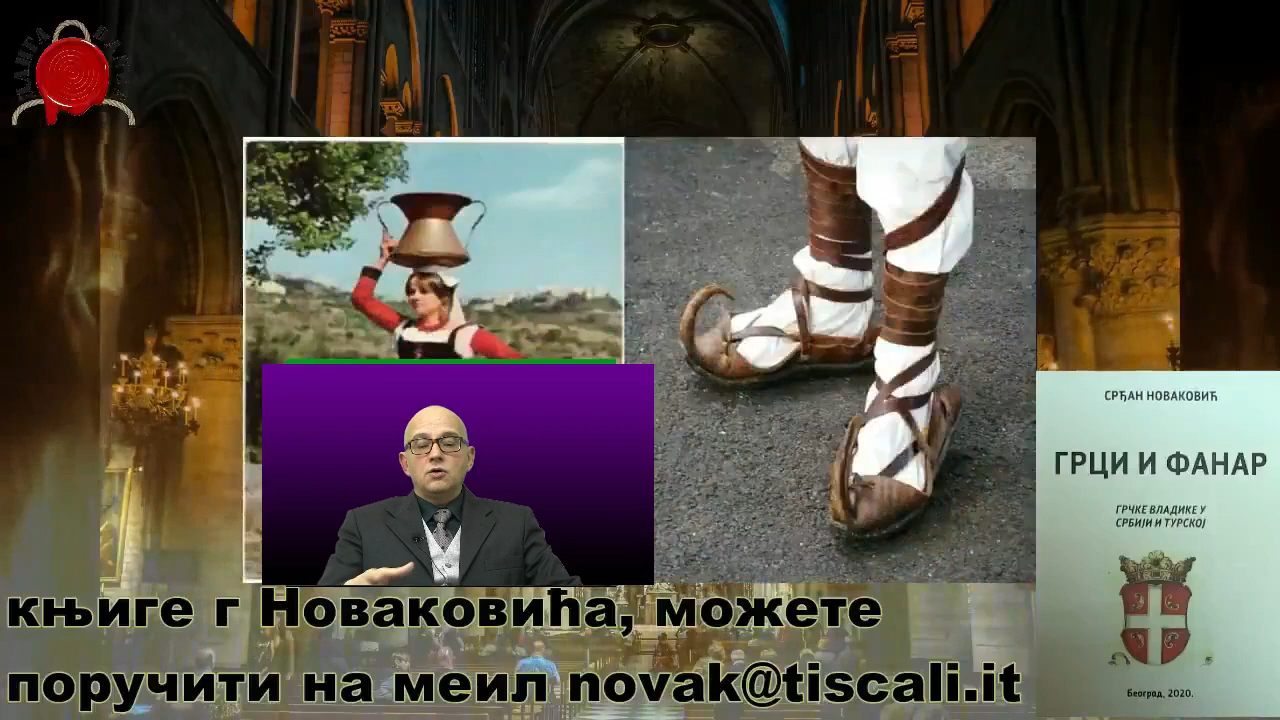 СРЂАН НОВАКОВИЋ
ГРЦИ И ФАНАР
ГРЧКЕ ВЛАДИКЕ У
СРБИЈИ И ТУРСКОЈ
Београд, 2020.
књиге г Новаковића, можете
поручити на меил novak@tiscali.it